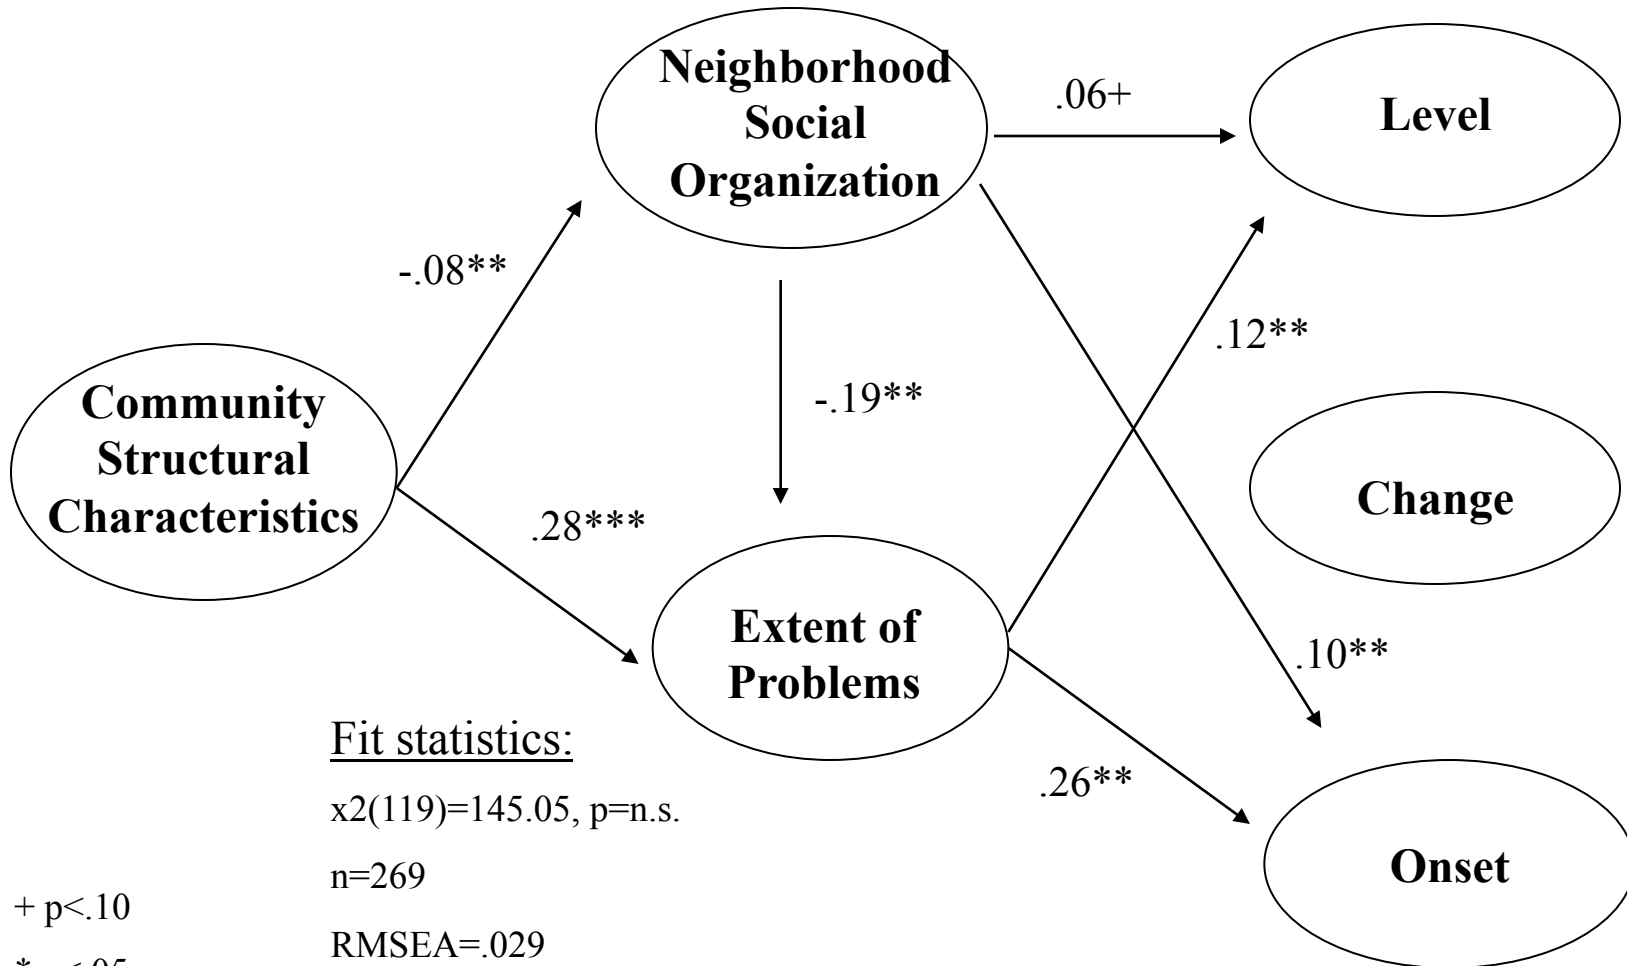 Neighborhood
Social
Organization
.06+
Level
-.08**
.12**
-.19**
Community
Structural
Characteristics
Change
.28***
Extent of
Problems
.10**
Fit statistics:
.26**
x2(119)=145.05, p=n.s.
Onset
n=269
+ p<.10
RMSEA=.029